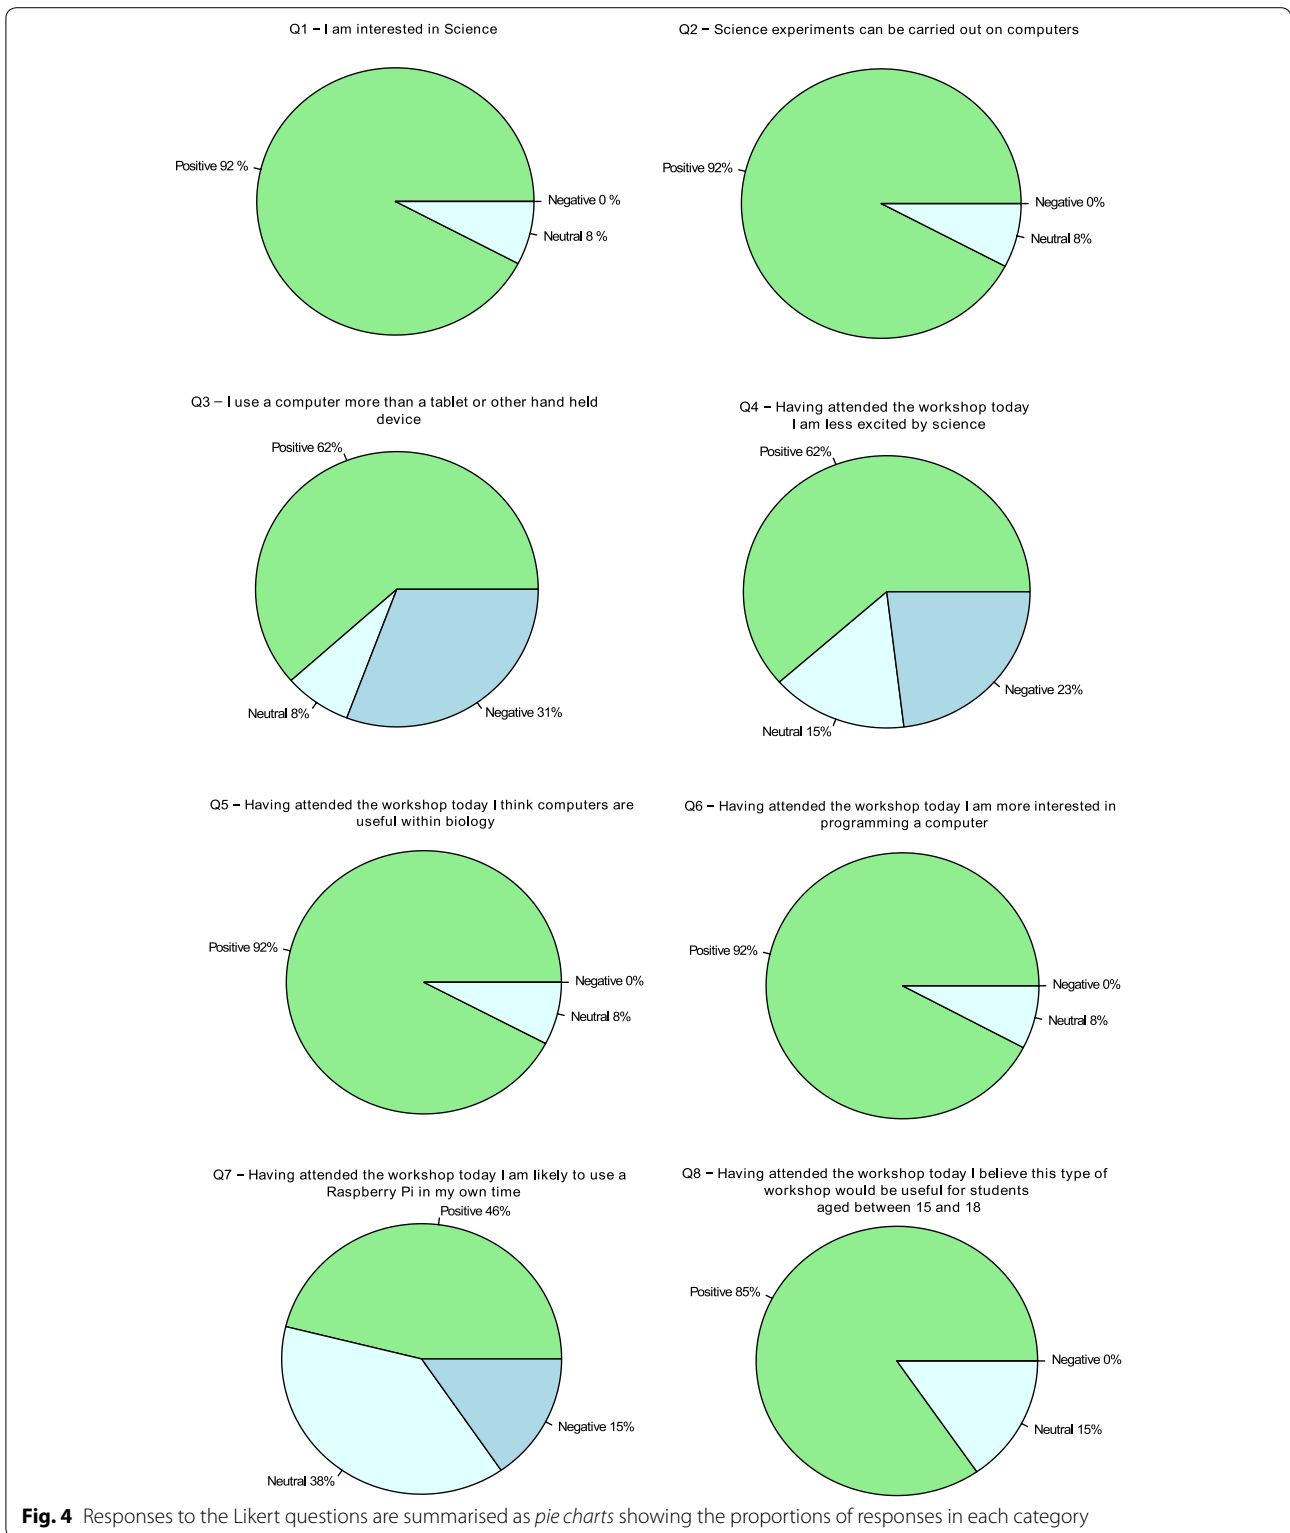 Q1 – I am interested in Science
Positive 92 %
Negative 0 %
Neutral 8 %
Q2 – Science experiments can be carried out on computers
Positive 92%
Negative 0%
Neutral 8%
Q3 – I use a computer more than a tablet or other hand held
device
Positive 62%
Neutral 8%
Negative 31%
Q4 – Having attended the workshop today
I am less excited by science
Positive 62%
Neutral 15%
Negative 23%
Q5 – Having attended the workshop today I think computers are
useful within biology
Positive 92%
Negative 0%
Neutral 8%
Q6 – Having attended the workshop today I am more interested in
programming a computer
Positive 92%
Negative 0%
Neutral 8%
Q7 – Having attended the workshop today I am likely to use a
Raspberry Pi in my own time
Positive 46%
Neutral 38%
Negative 15%
Q8 – Having attended the workshop today I believe this type of
workshop would be useful for students
aged between 15 and 18
Positive 85%
Negative 0%
Neutral 15%
Fig. 4 Responses to the Likert questions are summarised as pie charts showing the proportions of responses in each category